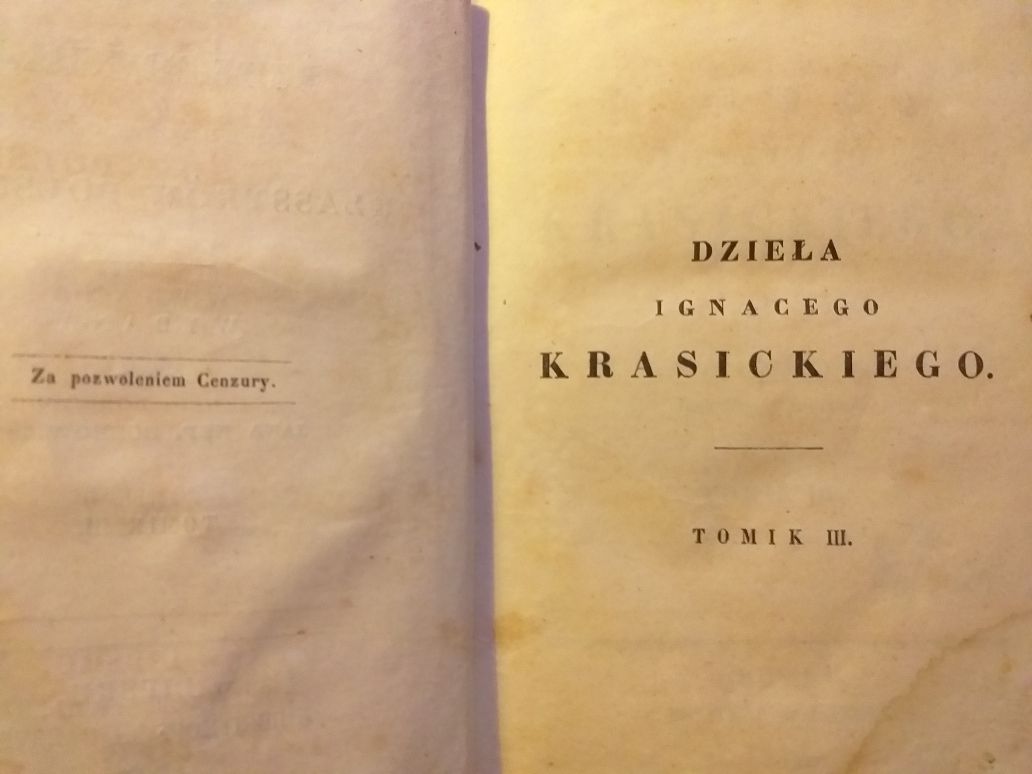 Za pozwoleniem Cenzury.
DZIEŁA
IGNACEGO
KRASICKIEGO.
TOMIK III.